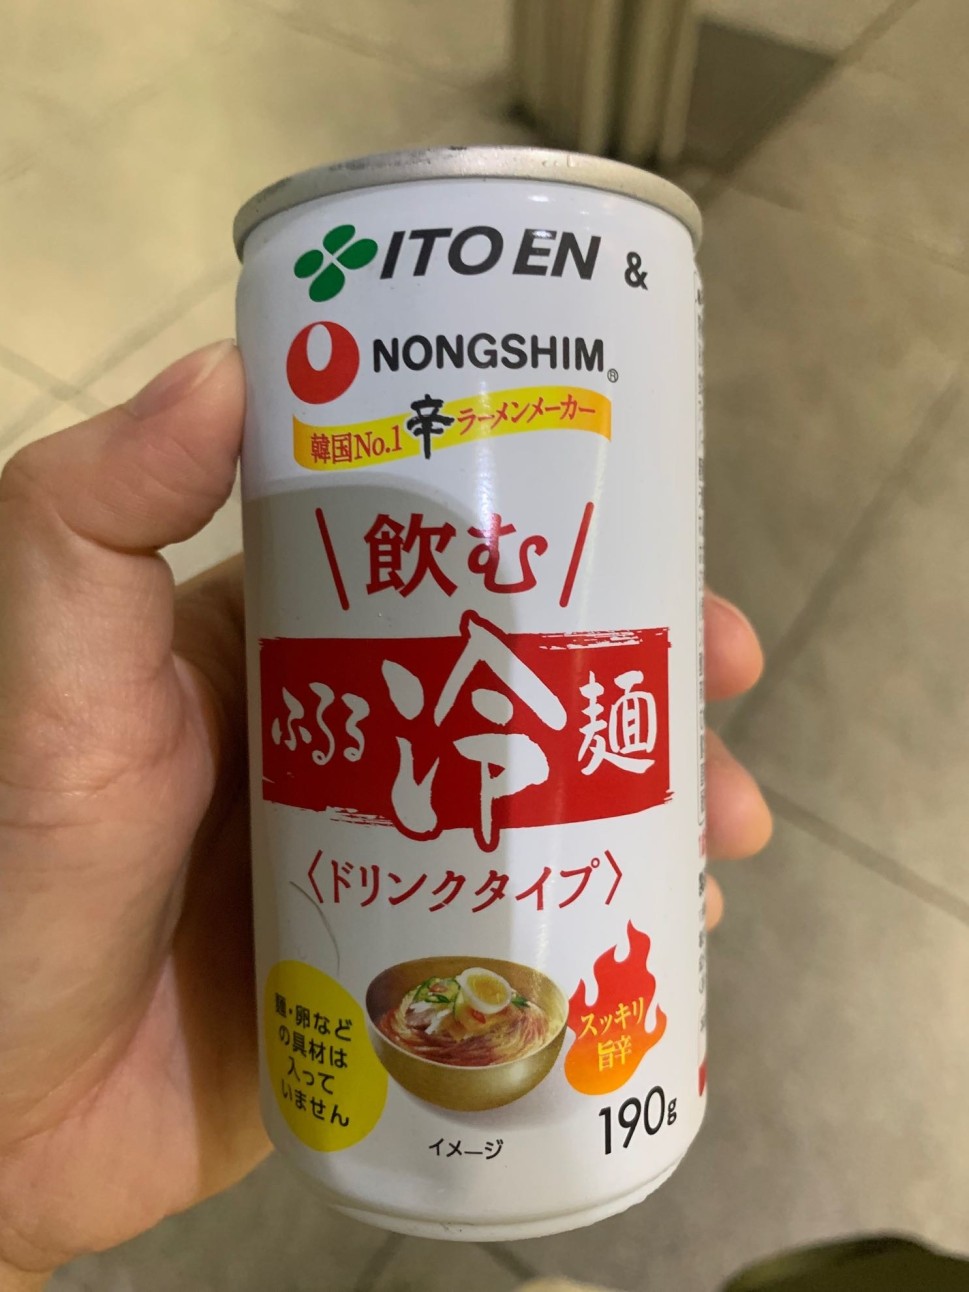 ITO EN &
NONGSHIM®
韓国No.1 辛ラーメンメーカー
\飲む/
ふるる冷麺
〈ドリンクタイプ〉
麺・卵など
の具材は
入って
いません
スッキリ
旨辛
イメージ
190g